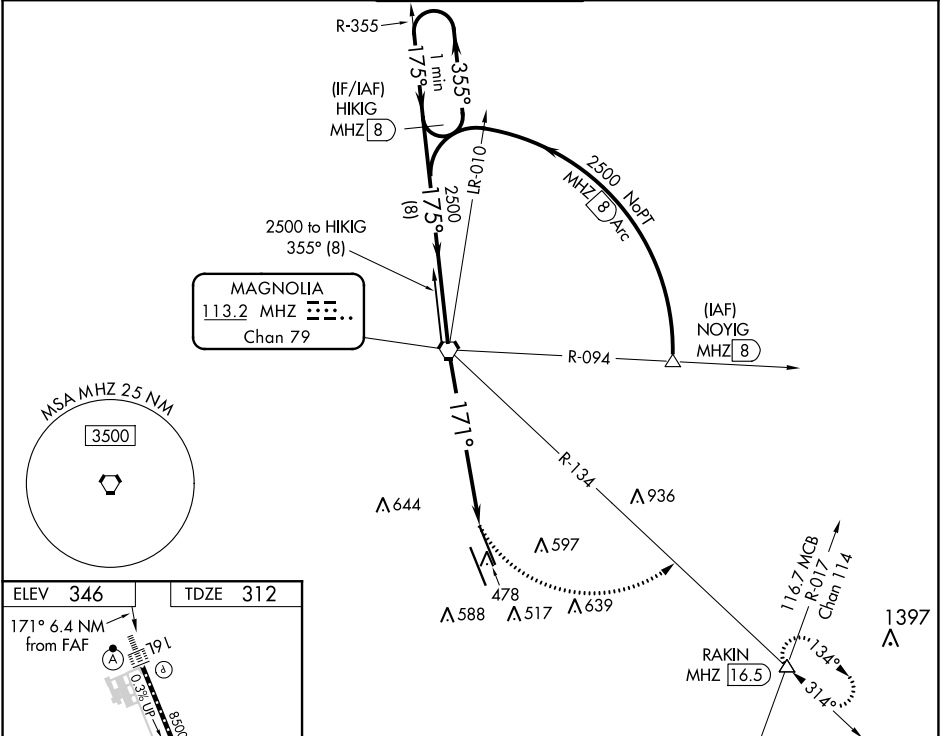 R-355
175°
1 min
355°
(IF/IAF)
HIKIG
MHZ 8
LR-010
2500 NoPT
MHZ 8 Arc
2500
175°
(8)
2500 to HIKIG
355° (8)
MAGNOLIA
113.2 MHZ
Chan 79
(IAF)
NOYIG
MHZ 8
R-094
MSA MHZ 25 NM
3500
171°
R-134
644
936
597
478
588
517
639
116.7 MCB
R-017
Chan 114
1397
RAKIN
MHZ 16.5
134°
314°
ELEV 346
TDZE 312
171° 6.4 NM
from FAF
16L
A
P
0.3% UP
8500